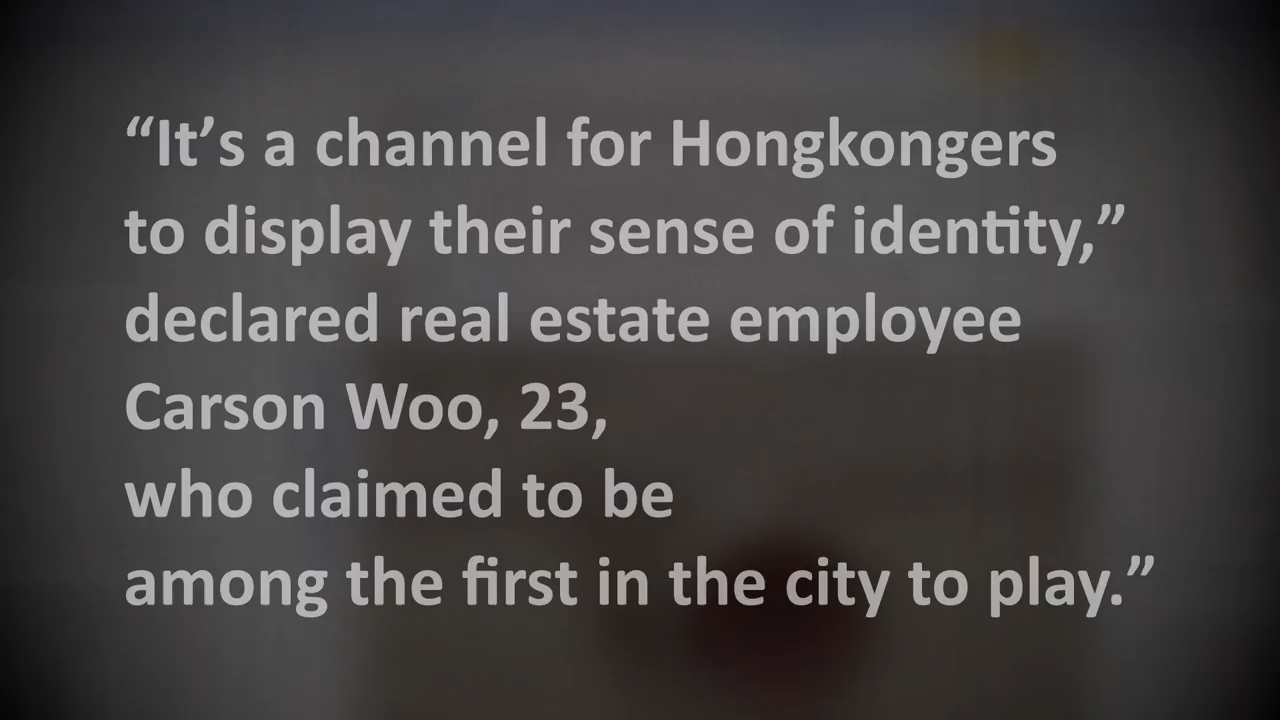 “It’s a channel for Hongkongers
to display their sense of identity,”
declared real estate employee
Carson Woo, 23,
who claimed to be
among the first in the city to play.”